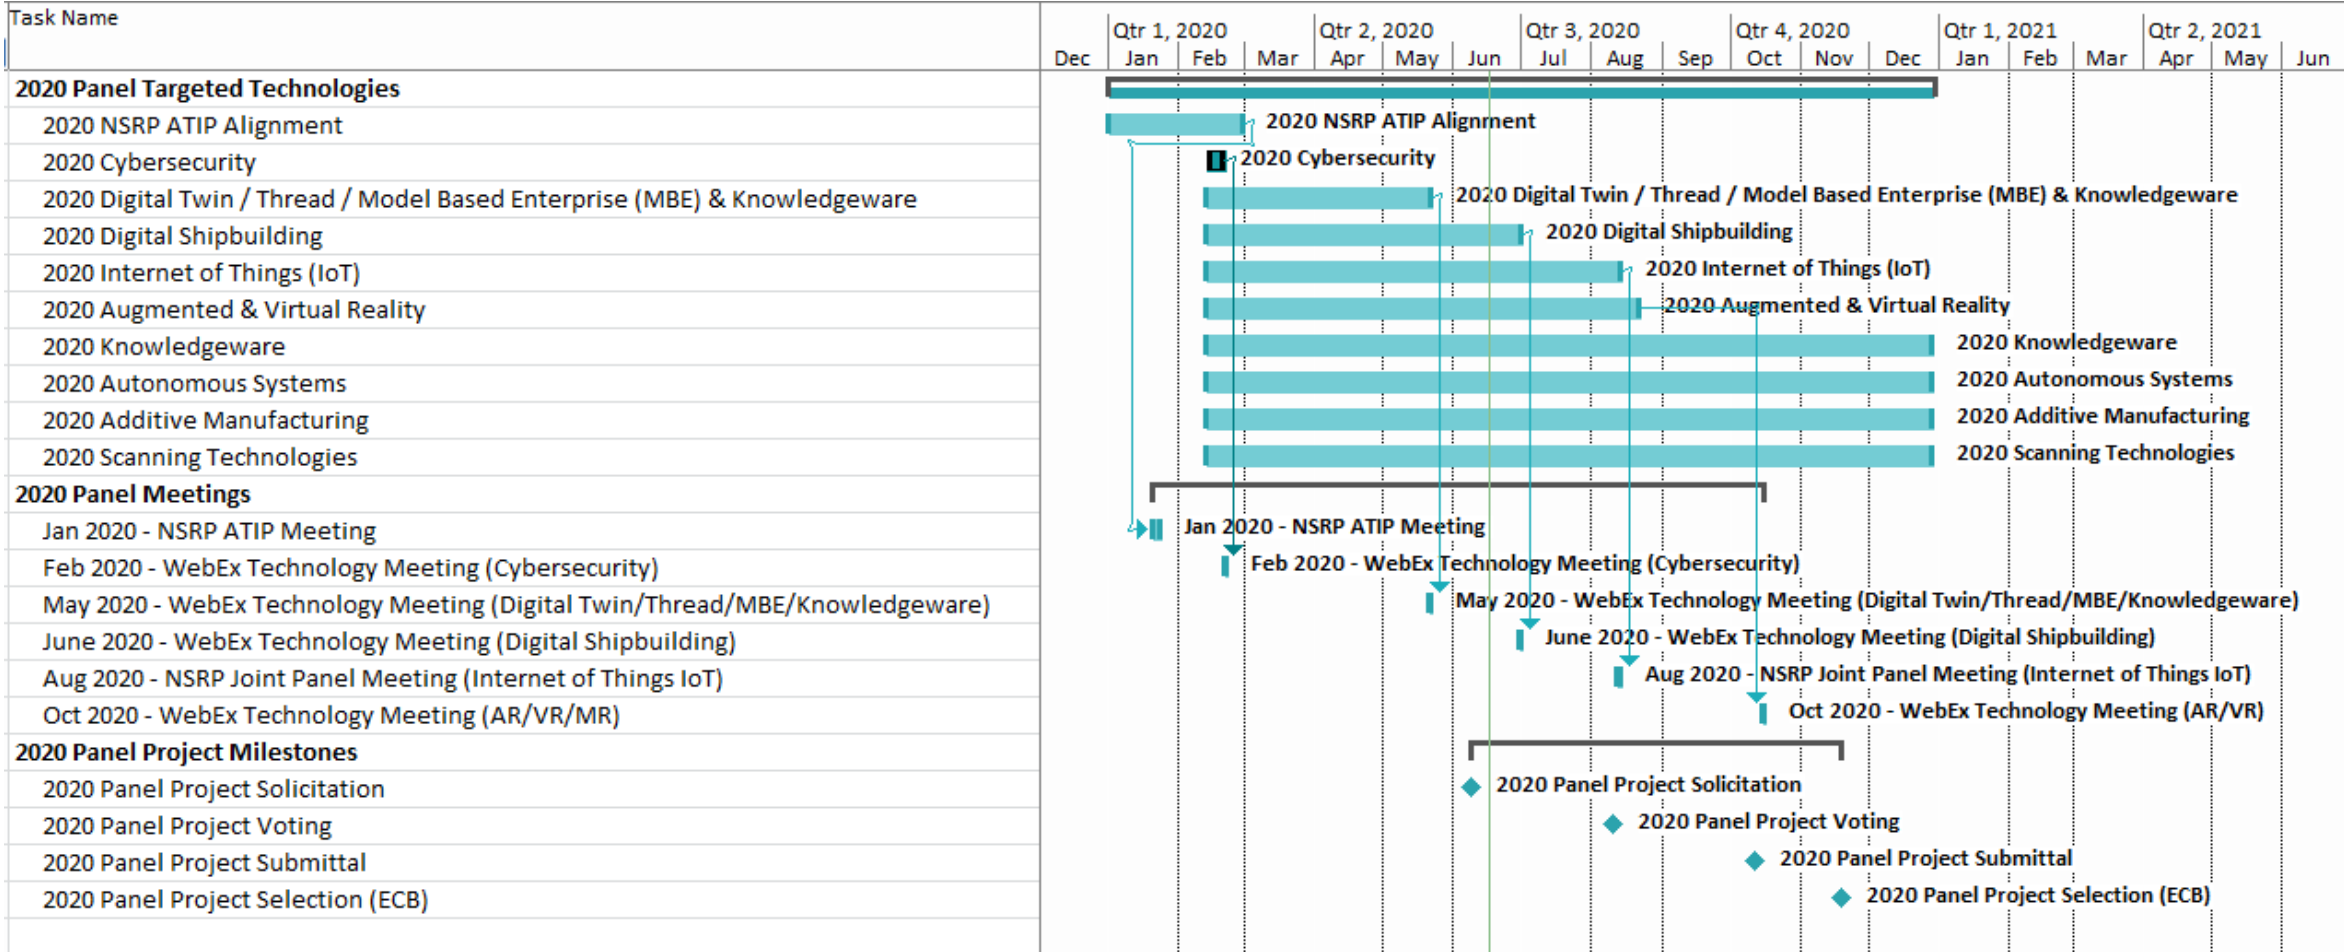 Task Name
Qtr 1, 2020 Qtr 2, 2020 Qtr 3, 2020 Qtr 4, 2020 Qtr 1, 2021 Qtr 2, 2021
Dec Jan Feb Mar Apr May Jun Jul Aug Sep Oct Nov Dec Jan Feb Mar Apr May Jun
2020 Panel Targeted Technologies
2020 NSRP ATIP Alignment 2020 NSRP ATIP Alignment
2020 Cybersecurity 2020 Cybersecurity
2020 Digital Twin / Thread / Model Based Enterprise (MBE) & Knowledgeware 2020 Digital Twin / Thread / Model Based Enterprise (MBE) & Knowledgeware
2020 Digital Shipbuilding 2020 Digital Shipbuilding
2020 Internet of Things (IoT) 2020 Internet of Things (IoT)
2020 Augmented & Virtual Reality 2020 Augmented & Virtual Reality
2020 Knowledgeware 2020 Knowledgeware
2020 Autonomous Systems 2020 Autonomous Systems
2020 Additive Manufacturing 2020 Additive Manufacturing
2020 Scanning Technologies 2020 Scanning Technologies
2020 Panel Meetings
Jan 2020 - NSRP ATIP Meeting Jan 2020 - NSRP ATIP Meeting
Feb 2020 - WebEx Technology Meeting (Cybersecurity) Feb 2020 - WebEx Technology Meeting (Cybersecurity)
May 2020 - WebEx Technology Meeting (Digital Twin/Thread/MBE/Knowledgeware) May 2020 - WebEx Technology Meeting (Digital Twin/Thread/MBE/Knowledgeware)
June 2020 - WebEx Technology Meeting (Digital Shipbuilding) June 2020 - WebEx Technology Meeting (Digital Shipbuilding)
Aug 2020 - NSRP Joint Panel Meeting (Internet of Things IoT) Aug 2020 - NSRP Joint Panel Meeting (Internet of Things IoT)
Oct 2020 - WebEx Technology Meeting (AR/VR/MR) Oct 2020 - WebEx Technology Meeting (AR/VR)
2020 Panel Project Milestones
2020 Panel Project Solicitation 2020 Panel Project Solicitation
2020 Panel Project Voting 2020 Panel Project Voting
2020 Panel Project Submittal 2020 Panel Project Submittal
2020 Panel Project Selection (ECB) 2020 Panel Project Selection (ECB)